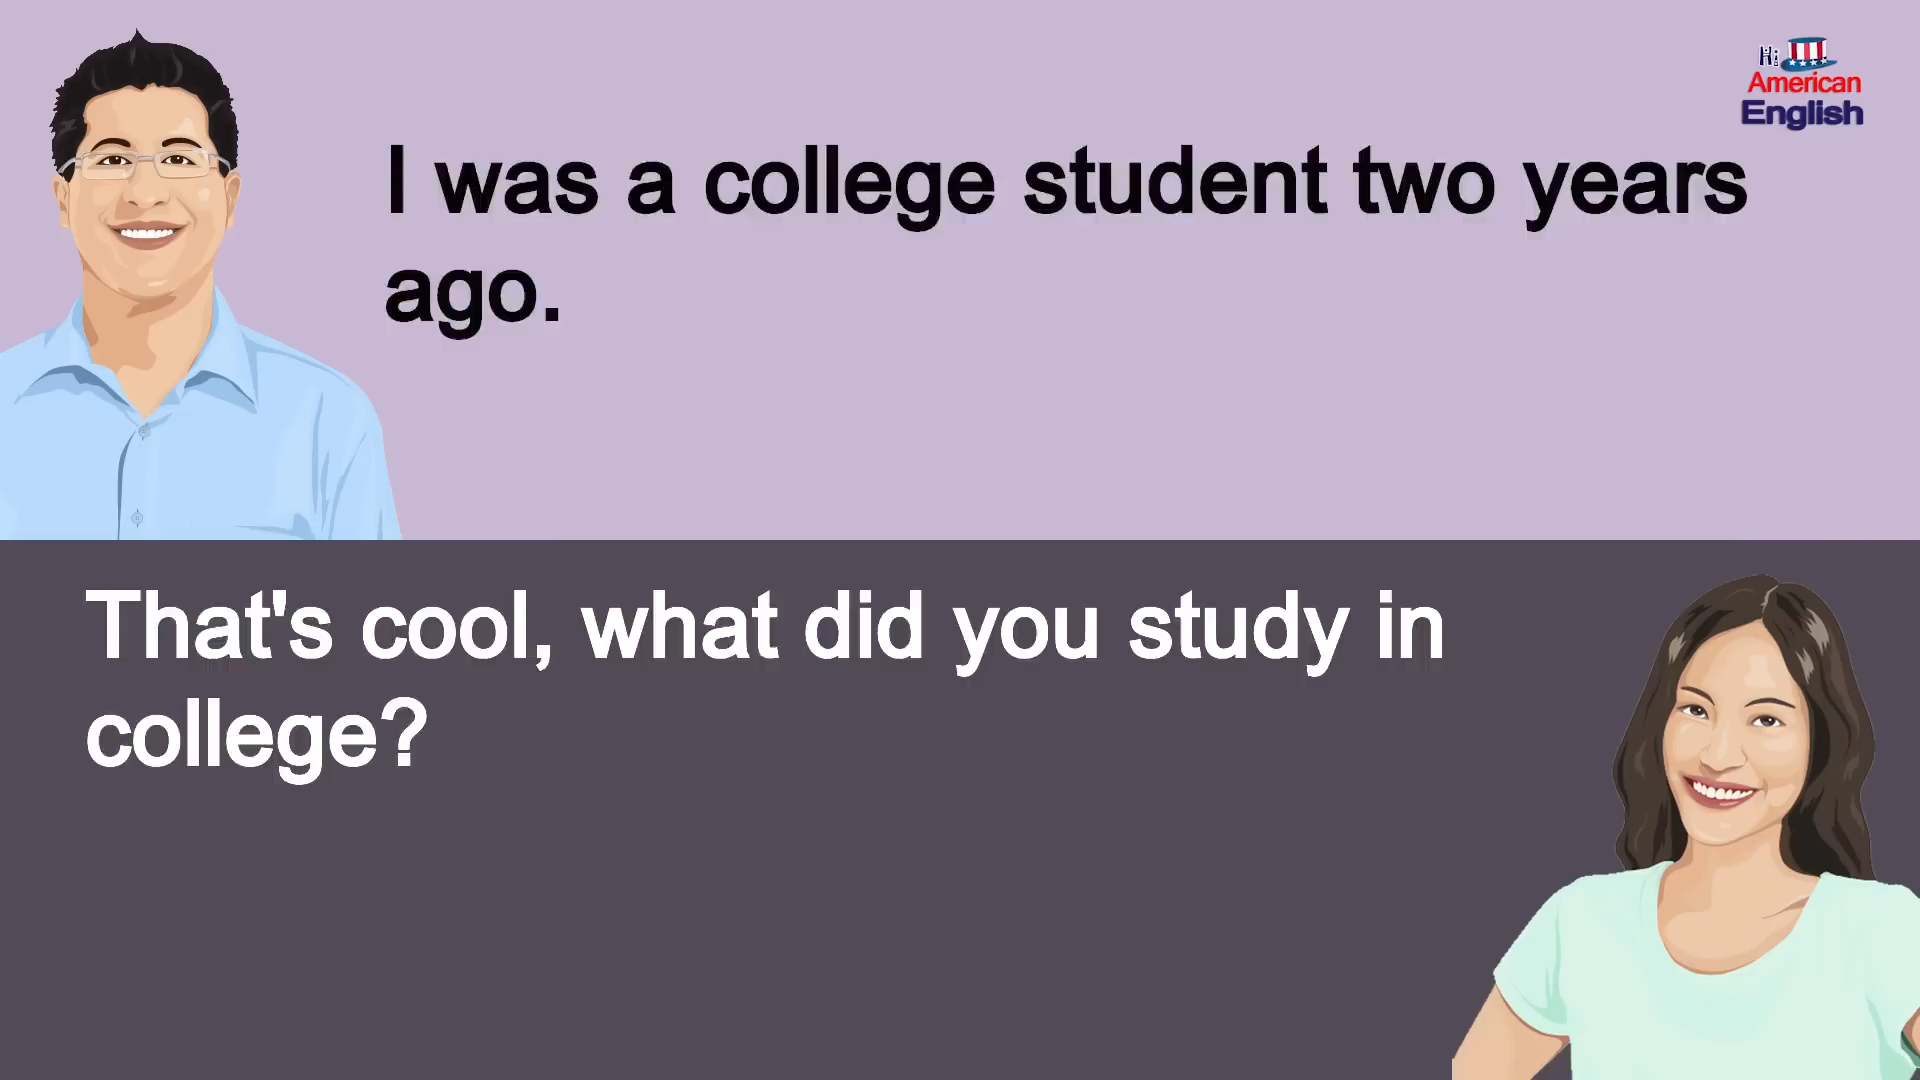 Hi
American
English
I was a college student two years
ago.
That's cool, what did you study in
college?